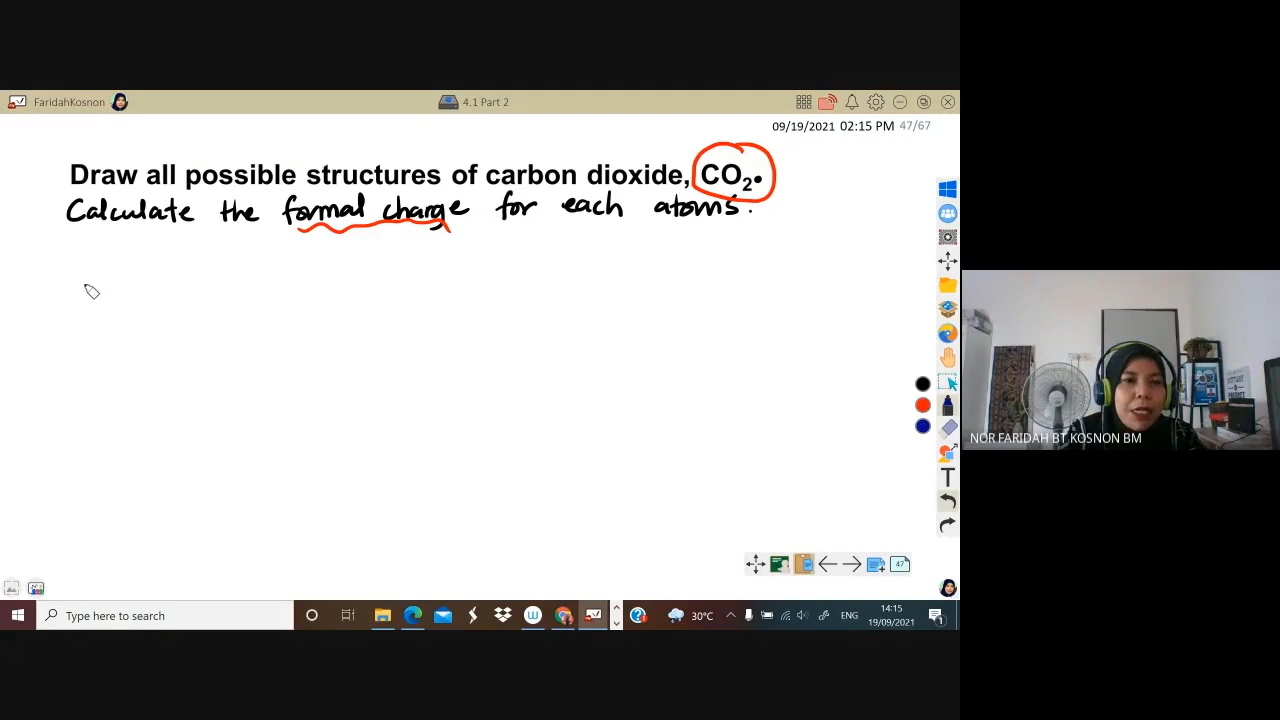 FaridahKosnon
4.1 Part 2
09/19/2021 02:15 PM 47/67
Draw all possible structures of carbon dioxide, CO₂.
Calculate the formal charge for each atoms.
NOR FARIDAH BT KOSNON BM
T
47
Type here to search
30°C
ENG
14:15
19/09/2021